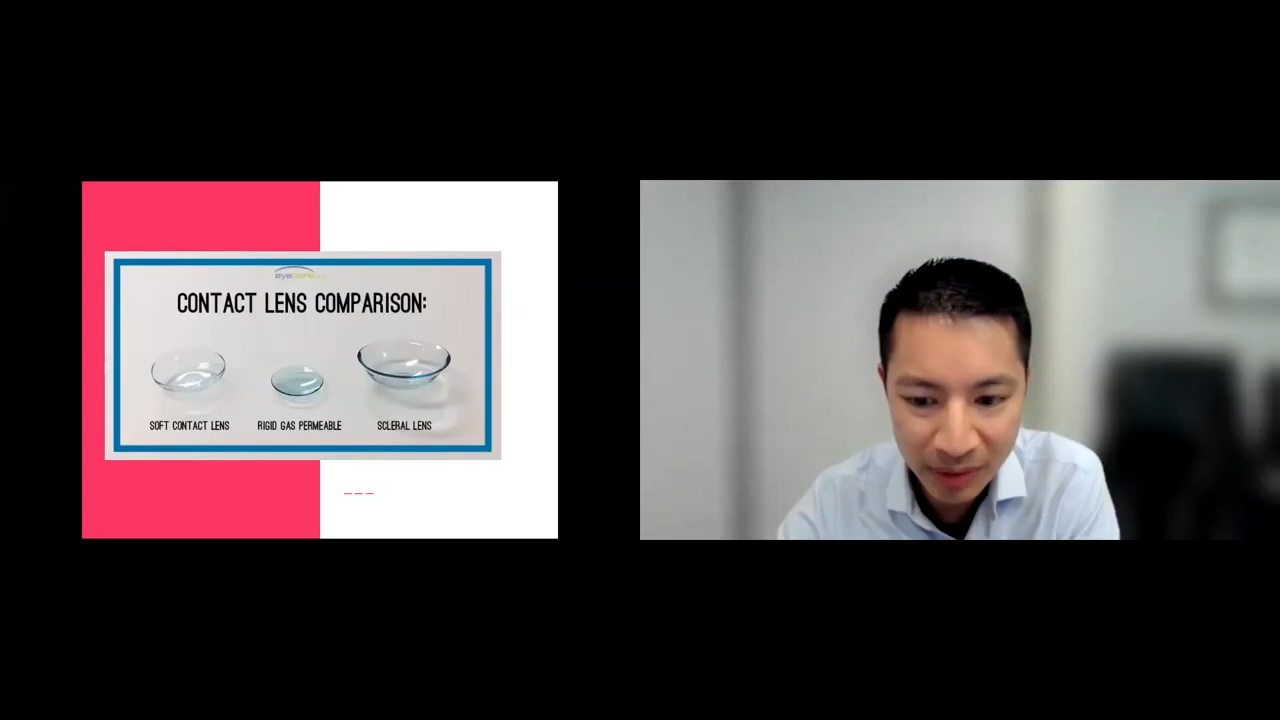 CONTACT LENS COMPARISON:
SOFT CONTACT LENS
RIGID GAS PERMEABLE
SCLERAL LENS